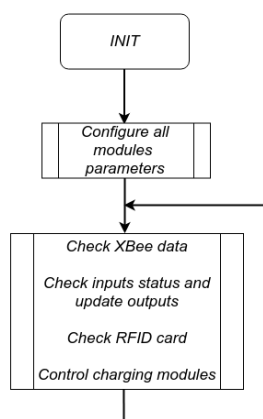 INIT
Configure all
modules
parameters
Check XBee data
Check inputs status and
update outputs
Check RFID card
Control charging modules